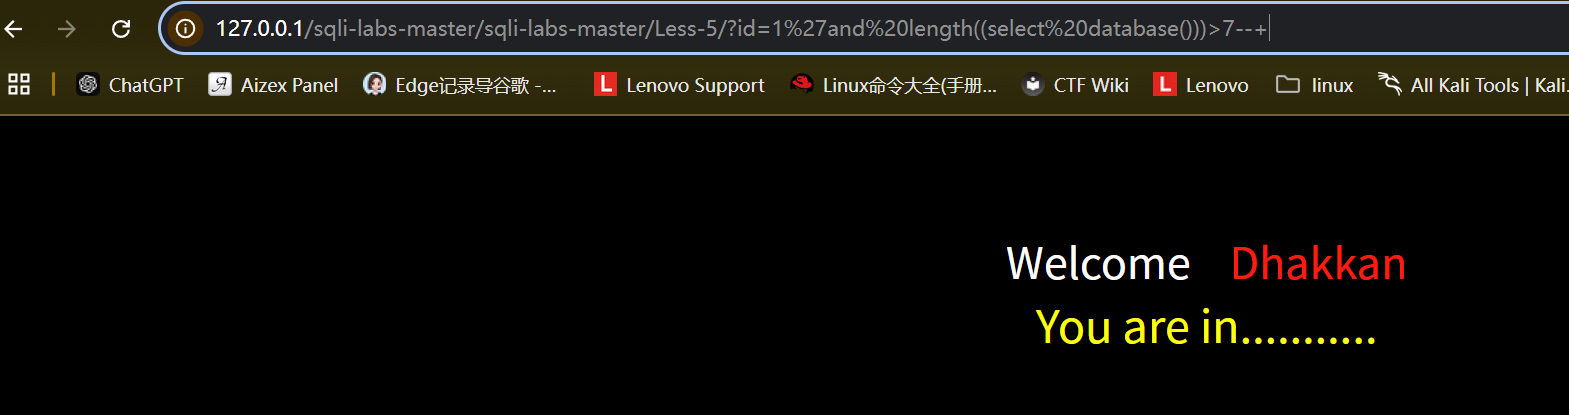 127.0.0.1/sqli-labs-master/sqli-labs-master/Less-5/?id=1%27and%20length((select%20database()))>7--+
ChatGPT Aizex Panel Edge记录导谷歌 -... Lenovo Support Linux命令大全(手册... CTF Wiki Lenovo linux All Kali Tools | Kali.
Welcome Dhakkan
You are in...........